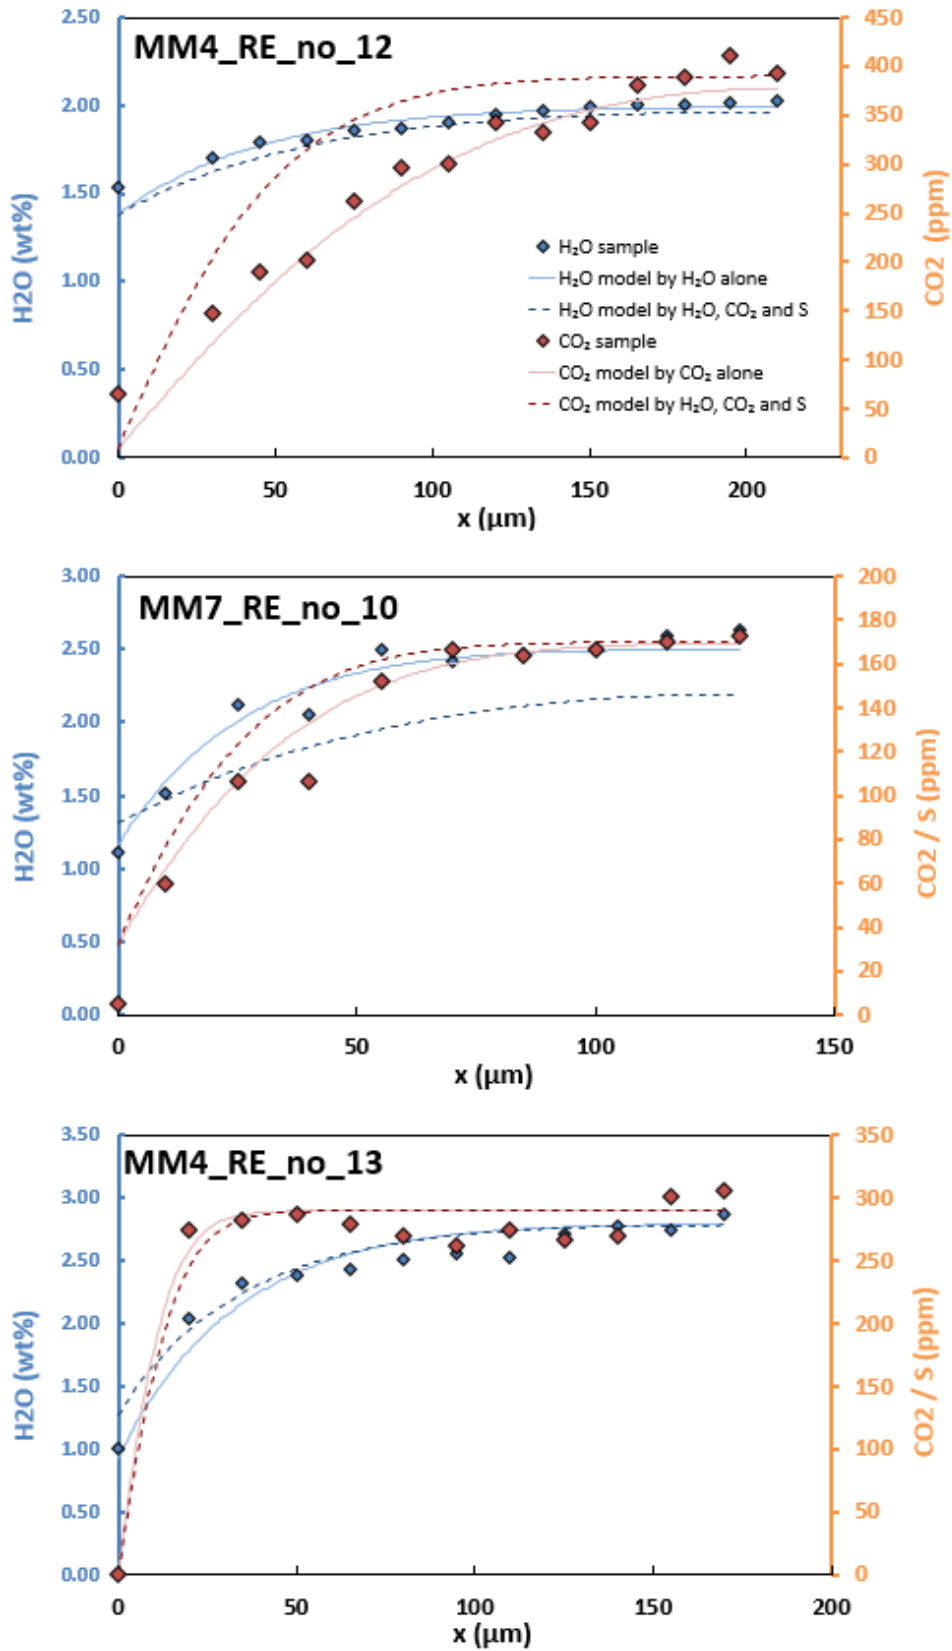 MM4_RE_no_12
2.50 450
2.00 400
350
1.50 300
250
1.00 200
150
0.50 100
50
0.00 0
H2O (wt%)
CO2 (ppm)
H₂O sample
H₂O model by H₂O alone
H₂O model by H₂O, CO₂ and S
CO₂ sample
CO₂ model by CO₂ alone
CO₂ model by H₂O, CO₂ and S
0 50 100 150 200
x (μm)
MM7_RE_no_10
3.00 200
180
2.50 160
2.00 140
120
1.50 100
1.00 80
60
0.50 40
20
0.00 0
H2O (wt%)
CO2 / S (ppm)
0 50 100 150
x (μm)
MM4_RE_no_13
3.50 350
3.00 300
2.50 250
2.00 200
1.50 150
1.00 100
0.50 50
0.00 0
H2O (wt%)
CO2 / S (ppm)
0 50 100 150 200
x (μm)